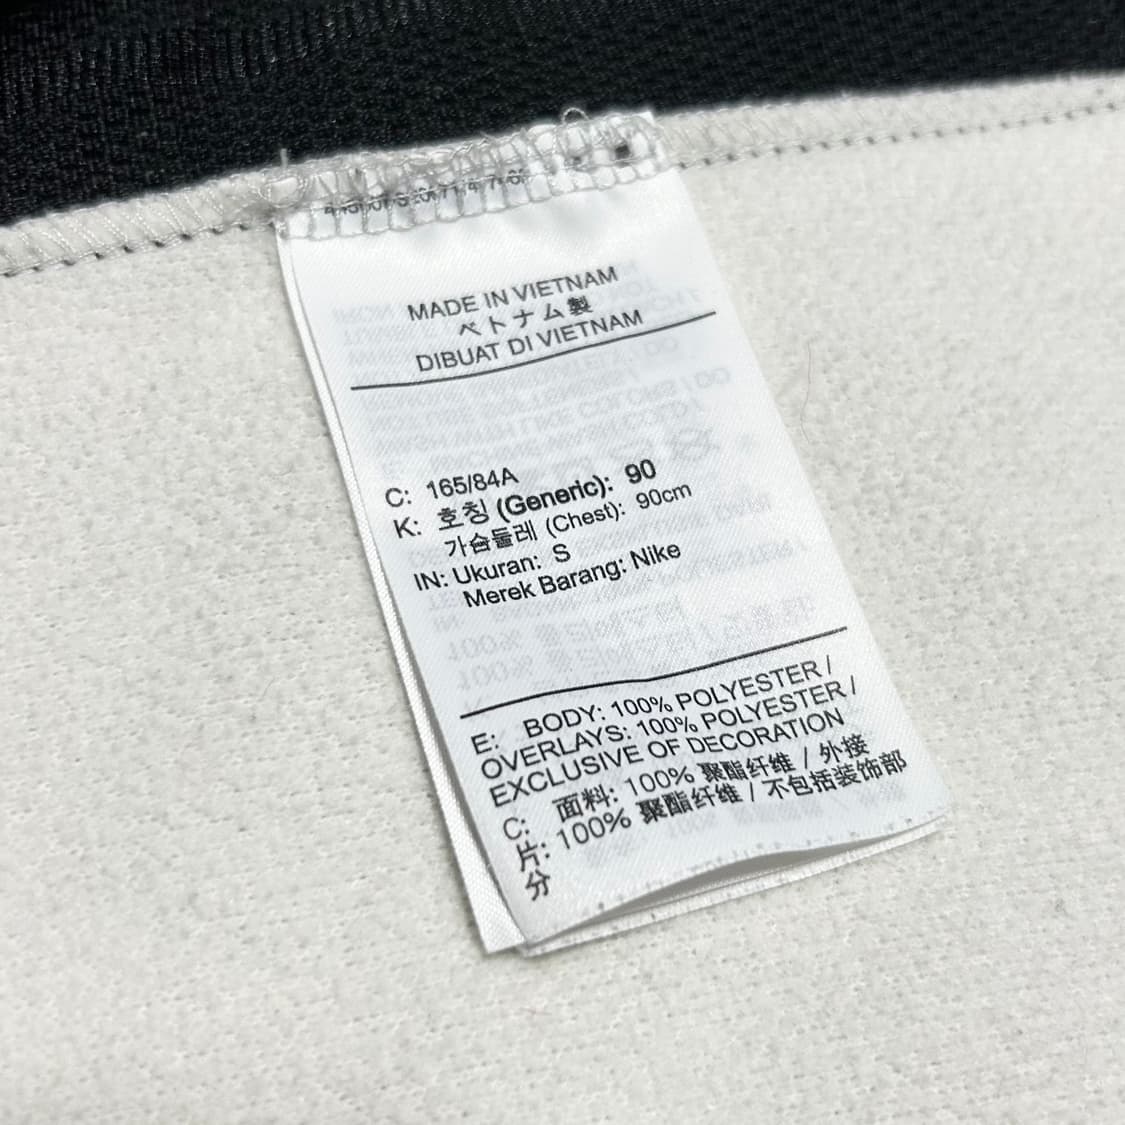 MADE IN VIETNAM
ベトナム製
DIBUAT DI VIETNAM
C: 165/84A
K: 호칭 (Generic): 90
가슴둘레 (Chest): 90cm
IN: Ukuran: S
Merek Barang: Nike
E: BODY: 100% POLYESTER /
OVERLAYS: 100% POLYESTER /
EXCLUSIVE OF DECORATION
C: 面料: 100% 聚酯纤维 / 外接
片: 100% 聚酯纤维 / 不包括装饰部
分